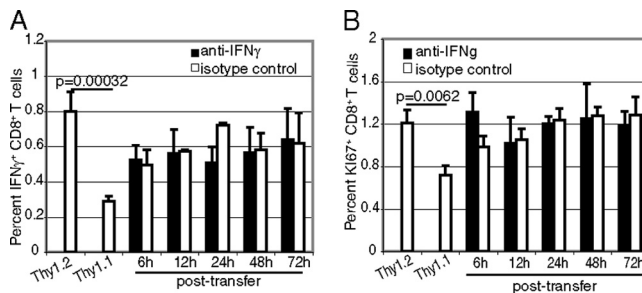 A
Percent IFNγ⁺ CD8⁺ T cells
1.2
1
0.8
0.6
0.4
0.2
0
anti-IFNγ
isotype control
p=0.00032
Thy1.2
Thy1.1
6h
12h
24h
48h
72h
post-transfer
B
Percent KI67⁺ CD8⁺ T cells
2
1.6
1.2
0.8
0.4
0
anti-IFNg
isotype control
p=0.0062
Thy1.2
Thy1.1
6h
12h
24h
48h
72h
post-transfer